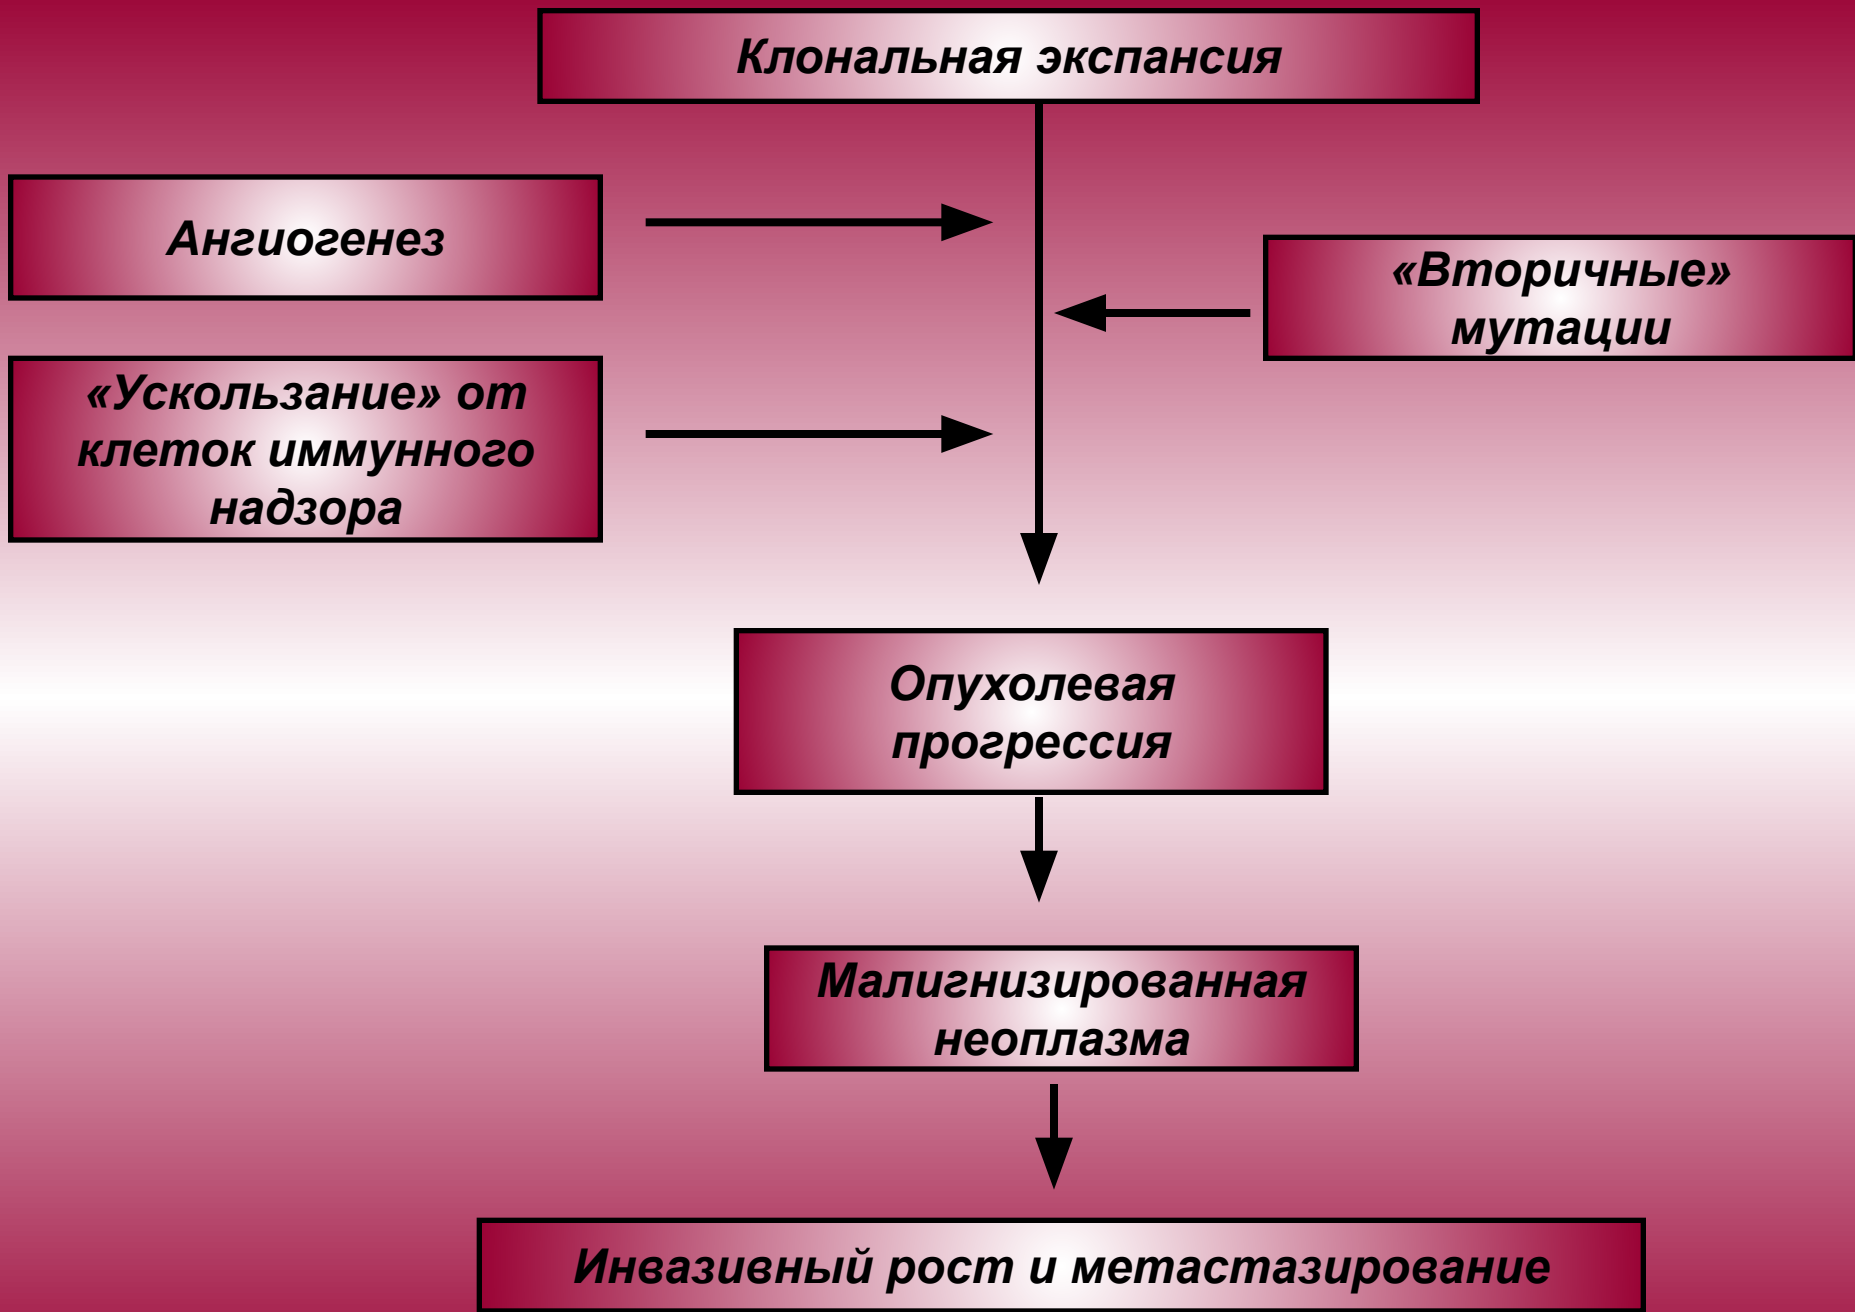 Клональная экспансия
Ангиогенез
«Вторичные»
мутации
«Ускользание» от
клеток иммунного
надзора
Опухолевая
прогрессия
Малигнизированная
неоплазма
Инвазивный рост и метастазирование